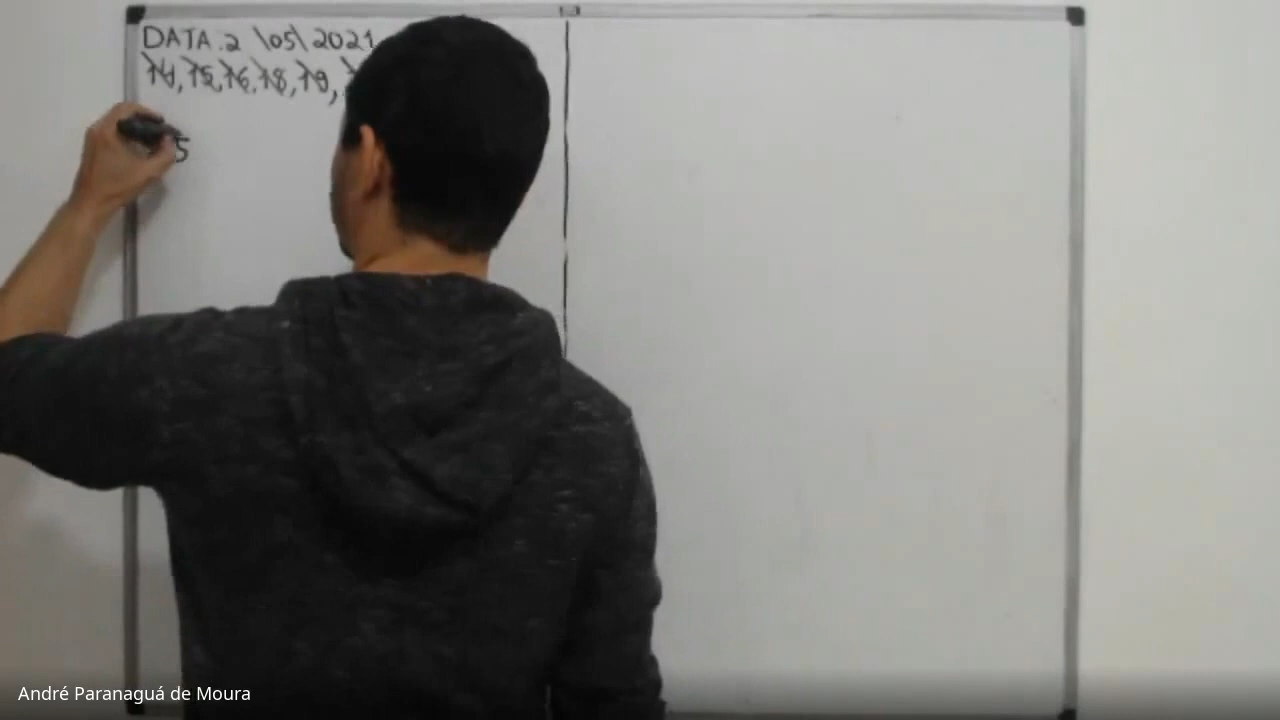 DATA.2 \05\2021
74, 75, 76, 78, 79,
5
André Paranaguá de Moura